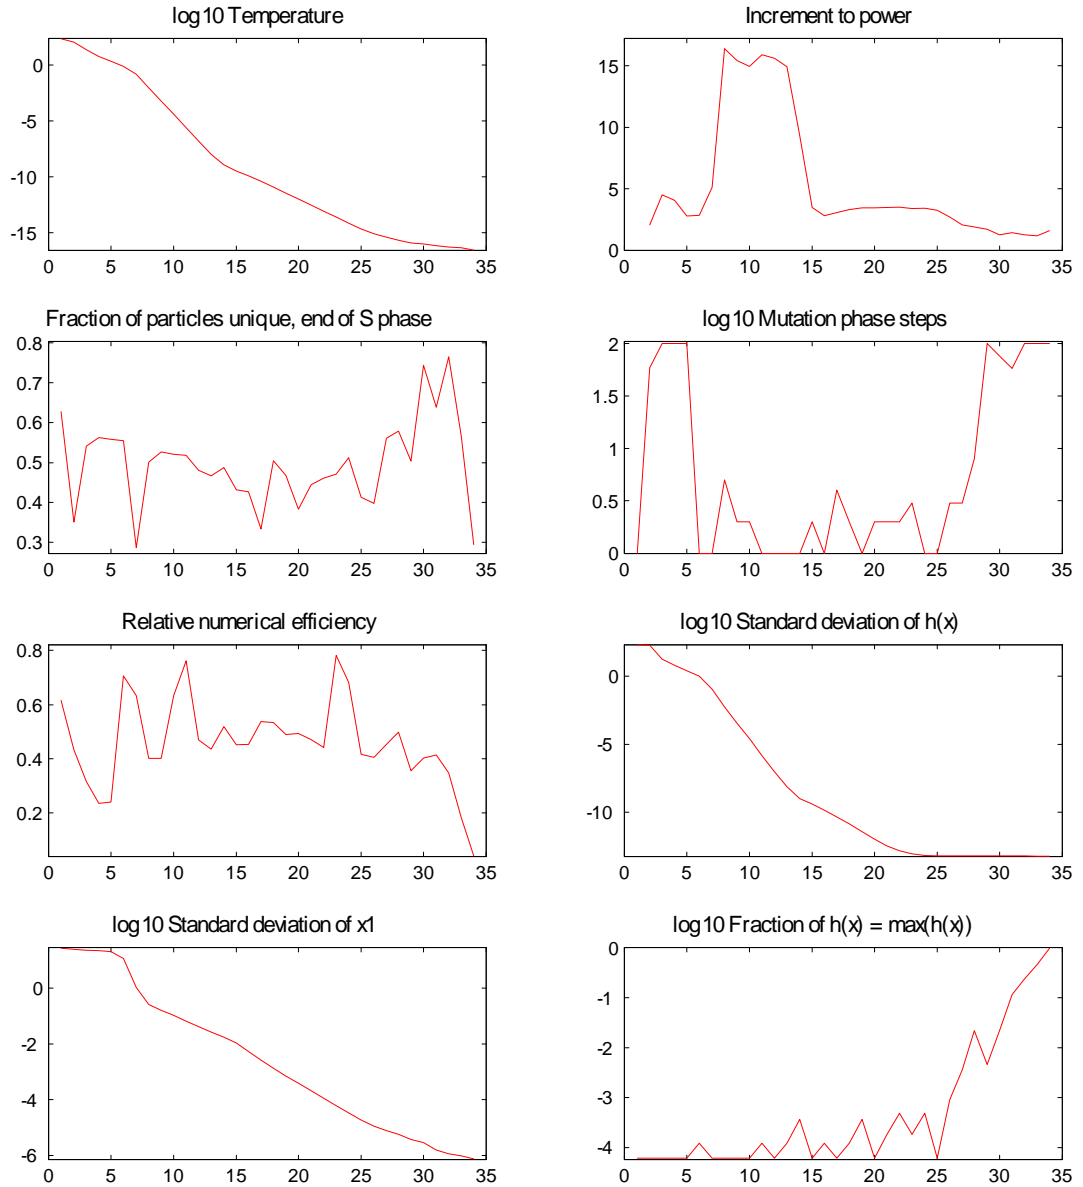 log10 Temperature
0
-5
-10
-15
0 5 10 15 20 25 30 35
Increment to power
15
10
5
0
0 5 10 15 20 25 30 35
Fraction of particles unique, end of S phase
0.8
0.7
0.6
0.5
0.4
0.3
0 5 10 15 20 25 30 35
log10 Mutation phase steps
2
1.5
1
0.5
0
0 5 10 15 20 25 30 35
Relative numerical efficiency
0.8
0.6
0.4
0.2
0 5 10 15 20 25 30 35
log10 Standard deviation of h(x)
0
-5
-10
0 5 10 15 20 25 30 35
log10 Standard deviation of x1
0
-2
-4
-6
0 5 10 15 20 25 30 35
log10 Fraction of h(x) = max(h(x))
0
-1
-2
-3
-4
0 5 10 15 20 25 30 35